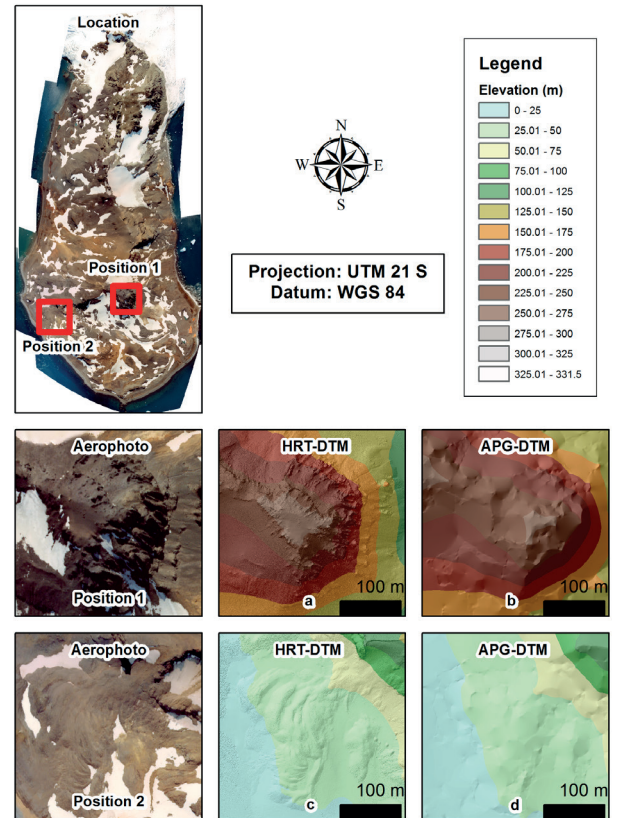 Location
Position 1
Position 2
N
W
E
S
Projection: UTM 21 S
Datum: WGS 84
Legend
Elevation (m)
0 - 25
25.01 - 50
50.01 - 75
75.01 - 100
100.01 - 125
125.01 - 150
150.01 - 175
175.01 - 200
200.01 - 225
225.01 - 250
250.01 - 275
275.01 - 300
300.01 - 325
325.01 - 331.5
Aerophoto
Position 1
HRT-DTM
a
100 m
APG-DTM
b
100 m
Aerophoto
Position 2
HRT-DTM
c
100 m
APG-DTM
d
100 m